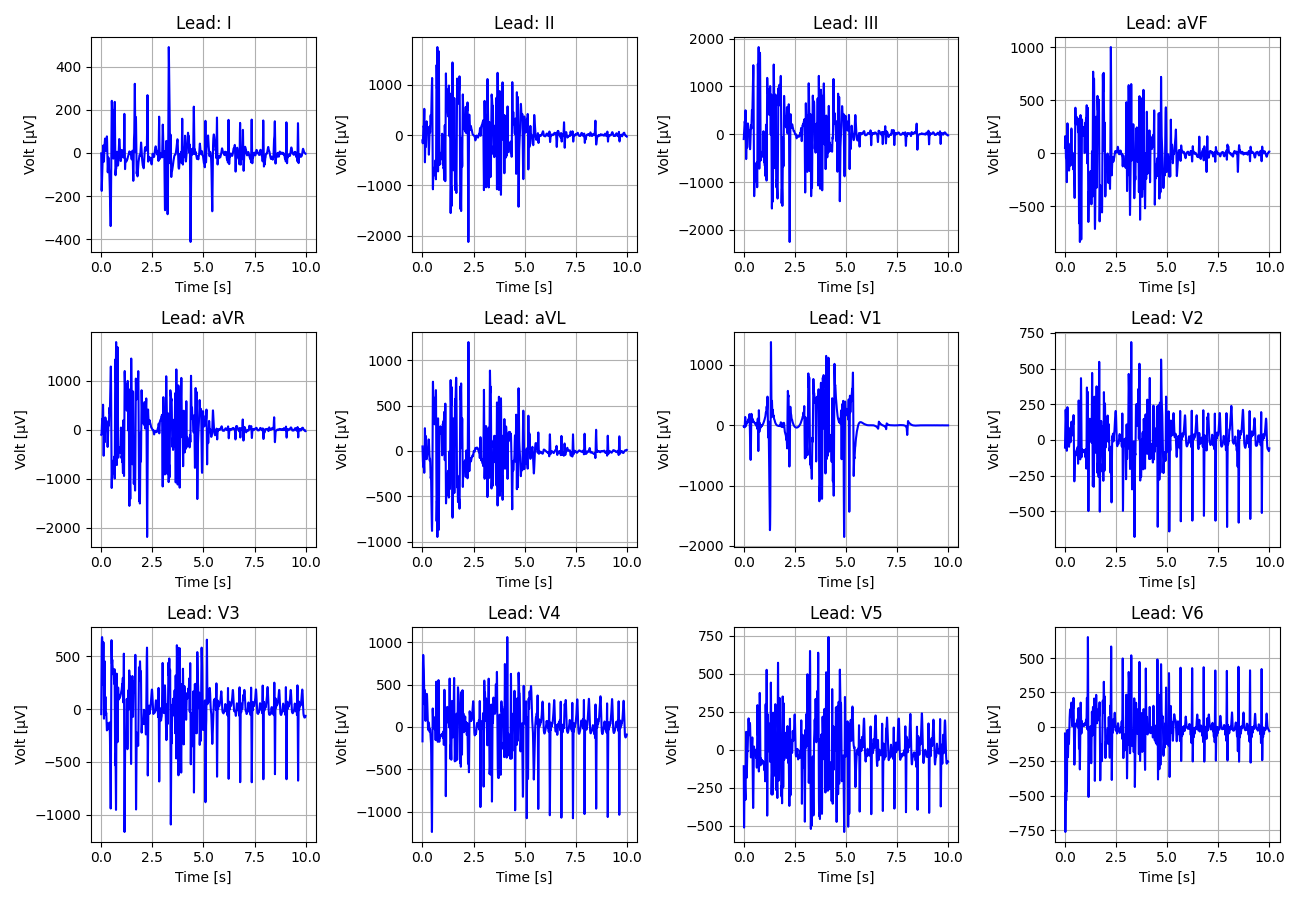 Lead: I
Lead: II
Lead: III
Lead: aVF
Volt [µV]
400
200
0
−200
−400
0.0 2.5 5.0 7.5 10.0
Time [s]
Volt [µV]
1000
0
−1000
−2000
0.0 2.5 5.0 7.5 10.0
Time [s]
Volt [µV]
2000
1000
0
−1000
−2000
0.0 2.5 5.0 7.5 10.0
Time [s]
Volt [µV]
1000
500
0
−500
0.0 2.5 5.0 7.5 10.0
Time [s]
Lead: aVR
Lead: aVL
Lead: V1
Lead: V2
Volt [µV]
1000
0
−1000
−2000
0.0 2.5 5.0 7.5 10.0
Time [s]
Volt [µV]
1000
500
0
−500
−1000
0.0 2.5 5.0 7.5 10.0
Time [s]
Volt [µV]
1000
0
−1000
−2000
0.0 2.5 5.0 7.5 10.0
Time [s]
Volt [µV]
750
500
250
0
−250
−500
0.0 2.5 5.0 7.5 10.0
Time [s]
Lead: V3
Lead: V4
Lead: V5
Lead: V6
Volt [µV]
500
0
−500
−1000
0.0 2.5 5.0 7.5 10.0
Time [s]
Volt [µV]
1000
500
0
−500
−1000
0.0 2.5 5.0 7.5 10.0
Time [s]
Volt [µV]
750
500
250
0
−250
−500
0.0 2.5 5.0 7.5 10.0
Time [s]
Volt [µV]
500
250
0
−250
−500
−750
0.0 2.5 5.0 7.5 10.0
Time [s]